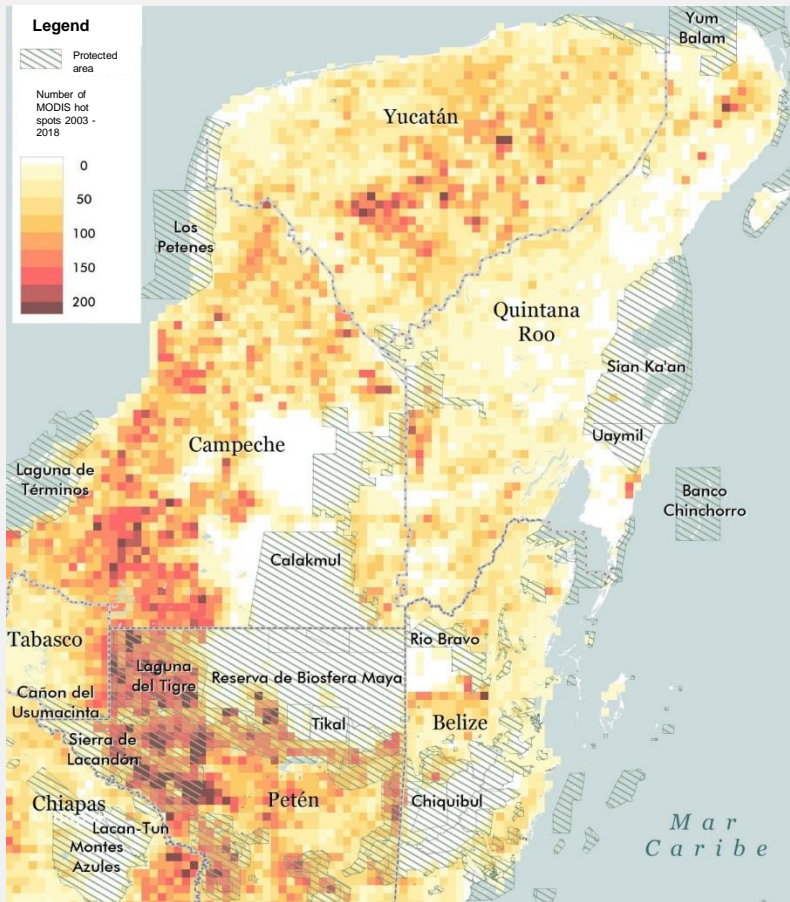 Legend
Protected
area
Number of
MODIS hot
spots 2003 -
2018
0
50
100
150
200
Yum
Balam
Yucatán
Los
Petenes
Quintana
Roo
Sian Ka'an
Uaymil
Campeche
Laguna de
Términos
Banco
Chinchorro
Calakmul
Tabasco
Rio Bravo
Laguna
del Tigre
Reserva de Biosfera Maya
Cañon del
Usumacinta
Tikal
Belize
Sierra de
Lacandón
Chiapas
Petén
Chiquibul
Lacan-Tun
Montes
Azules
Mar
Caribe